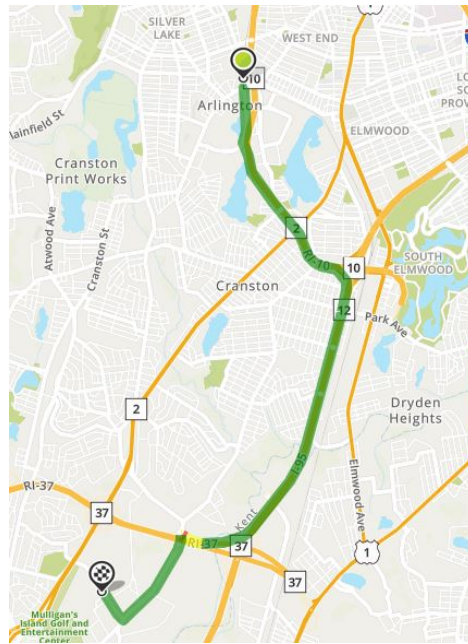 SILVER
LAKE
WEST END
1
10
Arlington
lainfield St
ELMWOOD
Cranston
Print Works
Atwood Ave
Cranston St
2
RI-10
10
SOUTH
ELMWOOD
Cranston
12
Park Ave
Dryden
Heights
2
I-95
Elmwood Ave
RI-37
37
Kent
RI-37
37
1
37
Mulligan's
Island Golf and
Entertainment
Center